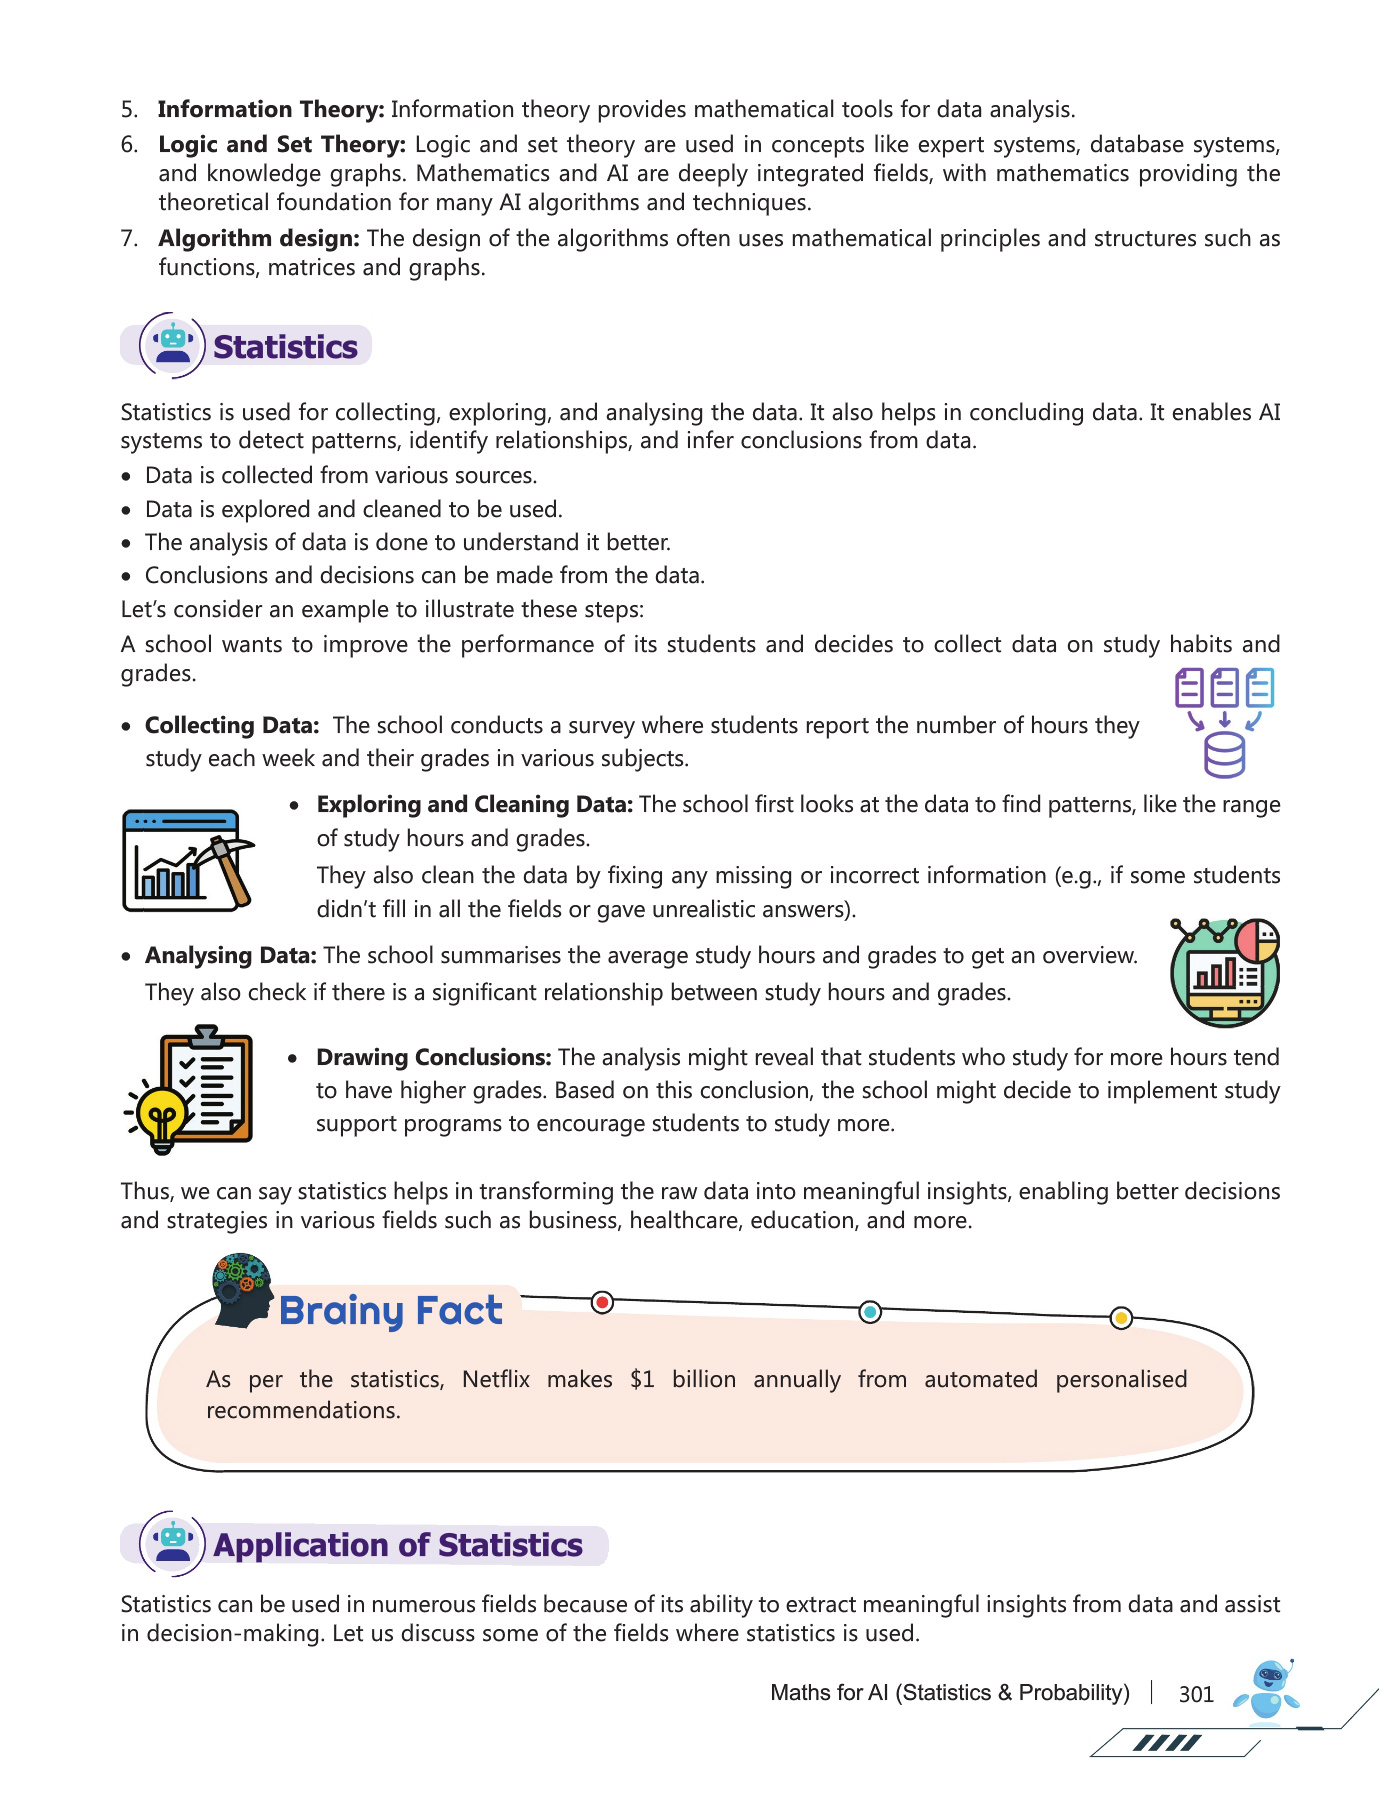 5. Information Theory: Information theory provides mathematical tools for data analysis.
6. Logic and Set Theory: Logic and set theory are used in concepts like expert systems, database systems,
and knowledge graphs. Mathematics and AI are deeply integrated fields, with mathematics providing the
theoretical foundation for many AI algorithms and techniques.
7. Algorithm design: The design of the algorithms often uses mathematical principles and structures such as
functions, matrices and graphs.
Statistics
Statistics is used for collecting, exploring, and analysing the data. It also helps in concluding data. It enables AI
systems to detect patterns, identify relationships, and infer conclusions from data.
• Data is collected from various sources.
• Data is explored and cleaned to be used.
• The analysis of data is done to understand it better.
• Conclusions and decisions can be made from the data.
Let’s consider an example to illustrate these steps:
A school wants to improve the performance of its students and decides to collect data on study habits and
grades.
• Collecting Data: The school conducts a survey where students report the number of hours they
study each week and their grades in various subjects.
• Exploring and Cleaning Data: The school first looks at the data to find patterns, like the range
of study hours and grades.
They also clean the data by fixing any missing or incorrect information (e.g., if some students
didn’t fill in all the fields or gave unrealistic answers).
• Analysing Data: The school summarises the average study hours and grades to get an overview.
They also check if there is a significant relationship between study hours and grades.
• Drawing Conclusions: The analysis might reveal that students who study for more hours tend
to have higher grades. Based on this conclusion, the school might decide to implement study
support programs to encourage students to study more.
Thus, we can say statistics helps in transforming the raw data into meaningful insights, enabling better decisions
and strategies in various fields such as business, healthcare, education, and more.
Brainy Fact
As per the statistics, Netflix makes $1 billion annually from automated personalised
recommendations.
Application of Statistics
Statistics can be used in numerous fields because of its ability to extract meaningful insights from data and assist
in decision-making. Let us discuss some of the fields where statistics is used.
Maths for AI (Statistics & Probability) | 301